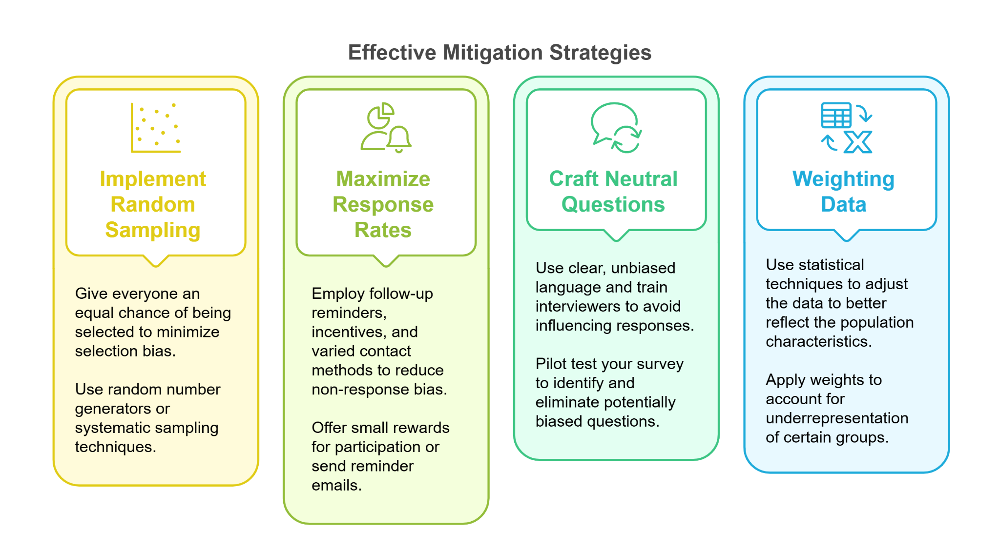 Effective Mitigation Strategies
Implement
Random
Sampling
Give everyone an
equal chance of being
selected to minimize
selection bias.
Use random number
generators or
systematic sampling
techniques.
Maximize
Response
Rates
Employ follow-up
reminders,
incentives, and
varied contact
methods to reduce
non-response bias.
Offer small rewards
for participation or
send reminder
emails.
Craft Neutral
Questions
Use clear, unbiased
language and train
interviewers to avoid
influencing responses.
Pilot test your survey
to identify and
eliminate potentially
biased questions.
Weighting
Data
Use statistical
techniques to adjust
the data to better
reflect the population
characteristics.
Apply weights to
account for
underrepresentation
of certain groups.